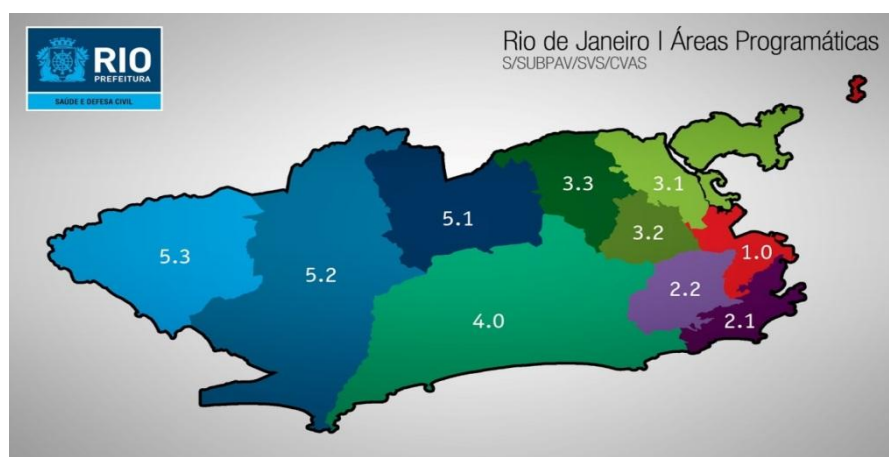 RIO
PREFEITURA
SAÚDE E DEFESA CIVIL
Rio de Janeiro | Áreas Programáticas
S/SUBPAV/SVS/CVAS
3.3
3.1
5.1
3.2
5.3
5.2
1.0
2.2
4.0
2.1